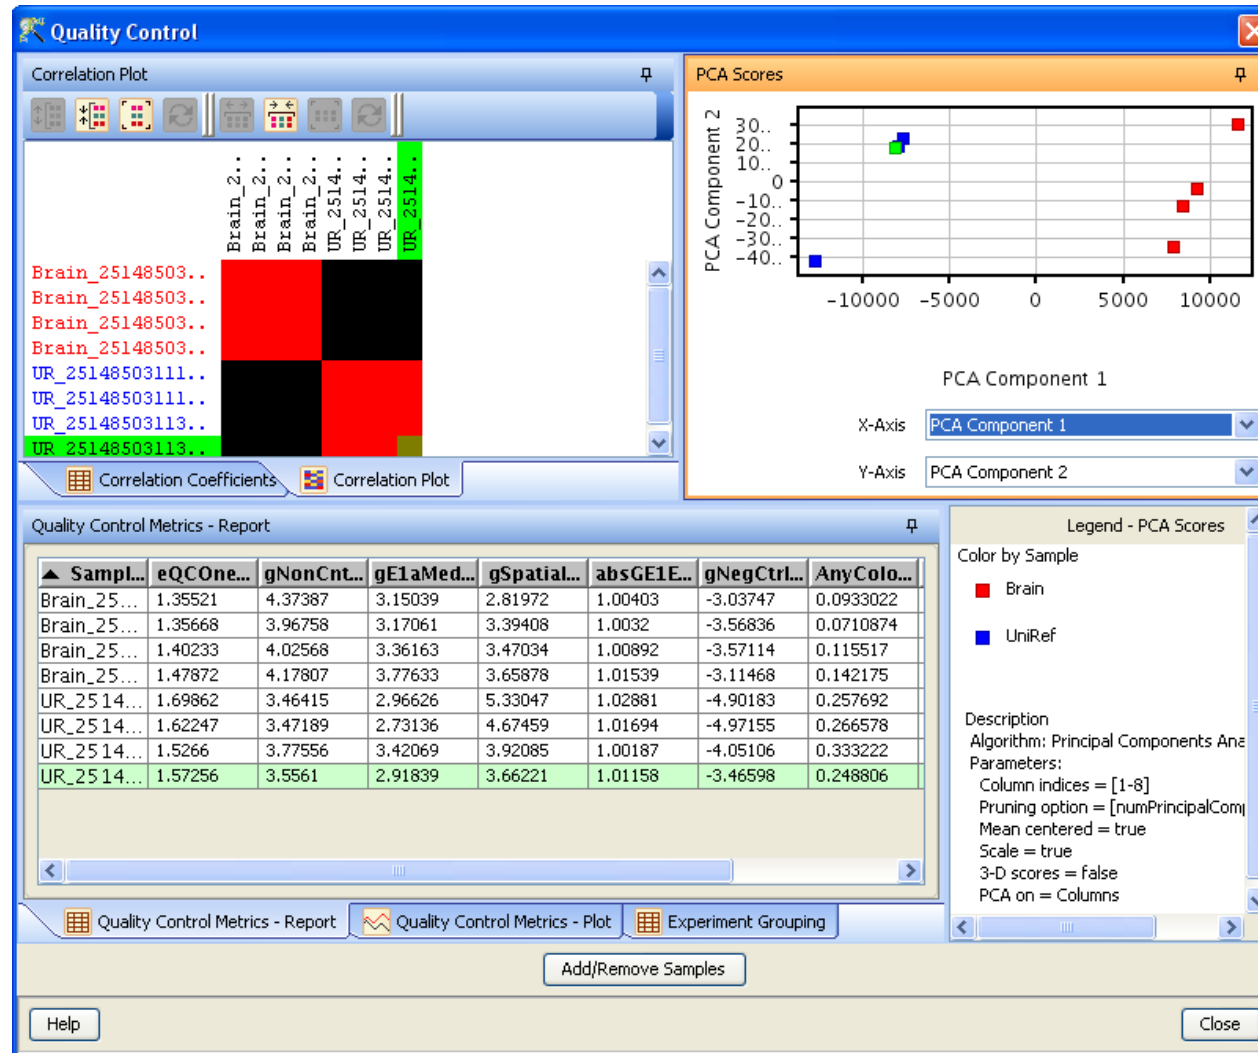 Quality Control
Correlation Plot
Brain_2..
Brain_2..
Brain_2..
Brain_2..
UR_2514..
UR_2514..
UR_2514..
UR_2514..
Brain_25148503..
Brain_25148503..
Brain_25148503..
Brain_25148503..
UR_25148503111..
UR_25148503111..
UR_25148503113..
UR_25148503113..
Correlation Coefficients Correlation Plot
PCA Scores
PCA Component 2
30..
20..
10..
0
-10..
-20..
-30..
-40..
-10000 -5000 0 5000 10000
PCA Component 1
X-Axis PCA Component 1
Y-Axis PCA Component 2
Quality Control Metrics - Report
Sampl... eQCOne... gNonCnt... gE1aMed... gSpatial... absGE1E... gNegCtrl... AnyColo...
Brain_25... 1.35521 4.37387 3.15039 2.81972 1.00403 -3.03747 0.0933022
Brain_25... 1.35668 3.96758 3.17061 3.39408 1.0032 -3.56836 0.0710874
Brain_25... 1.40233 4.02568 3.36163 3.47034 1.00892 -3.57114 0.115517
Brain_25... 1.47872 4.17807 3.77633 3.65878 1.01539 -3.11468 0.142175
UR_2514... 1.69862 3.46415 2.96626 5.33047 1.02881 -4.90183 0.257692
UR_2514... 1.62247 3.47189 2.73136 4.67459 1.01694 -4.97155 0.266578
UR_2514... 1.5266 3.77556 3.42069 3.92085 1.00187 -4.05106 0.333222
UR_2514... 1.57256 3.5561 2.91839 3.66221 1.01158 -3.46598 0.248806
Quality Control Metrics - Report Quality Control Metrics - Plot Experiment Grouping
Legend - PCA Scores
Color by Sample
Brain
UniRef
Description
Algorithm: Principal Components Ana
Parameters:
Column indices = [1-8]
Pruning option = [numPrincipalComp
Mean centered = true
Scale = true
3-D scores = false
PCA on = Columns
Add/Remove Samples
Help Close